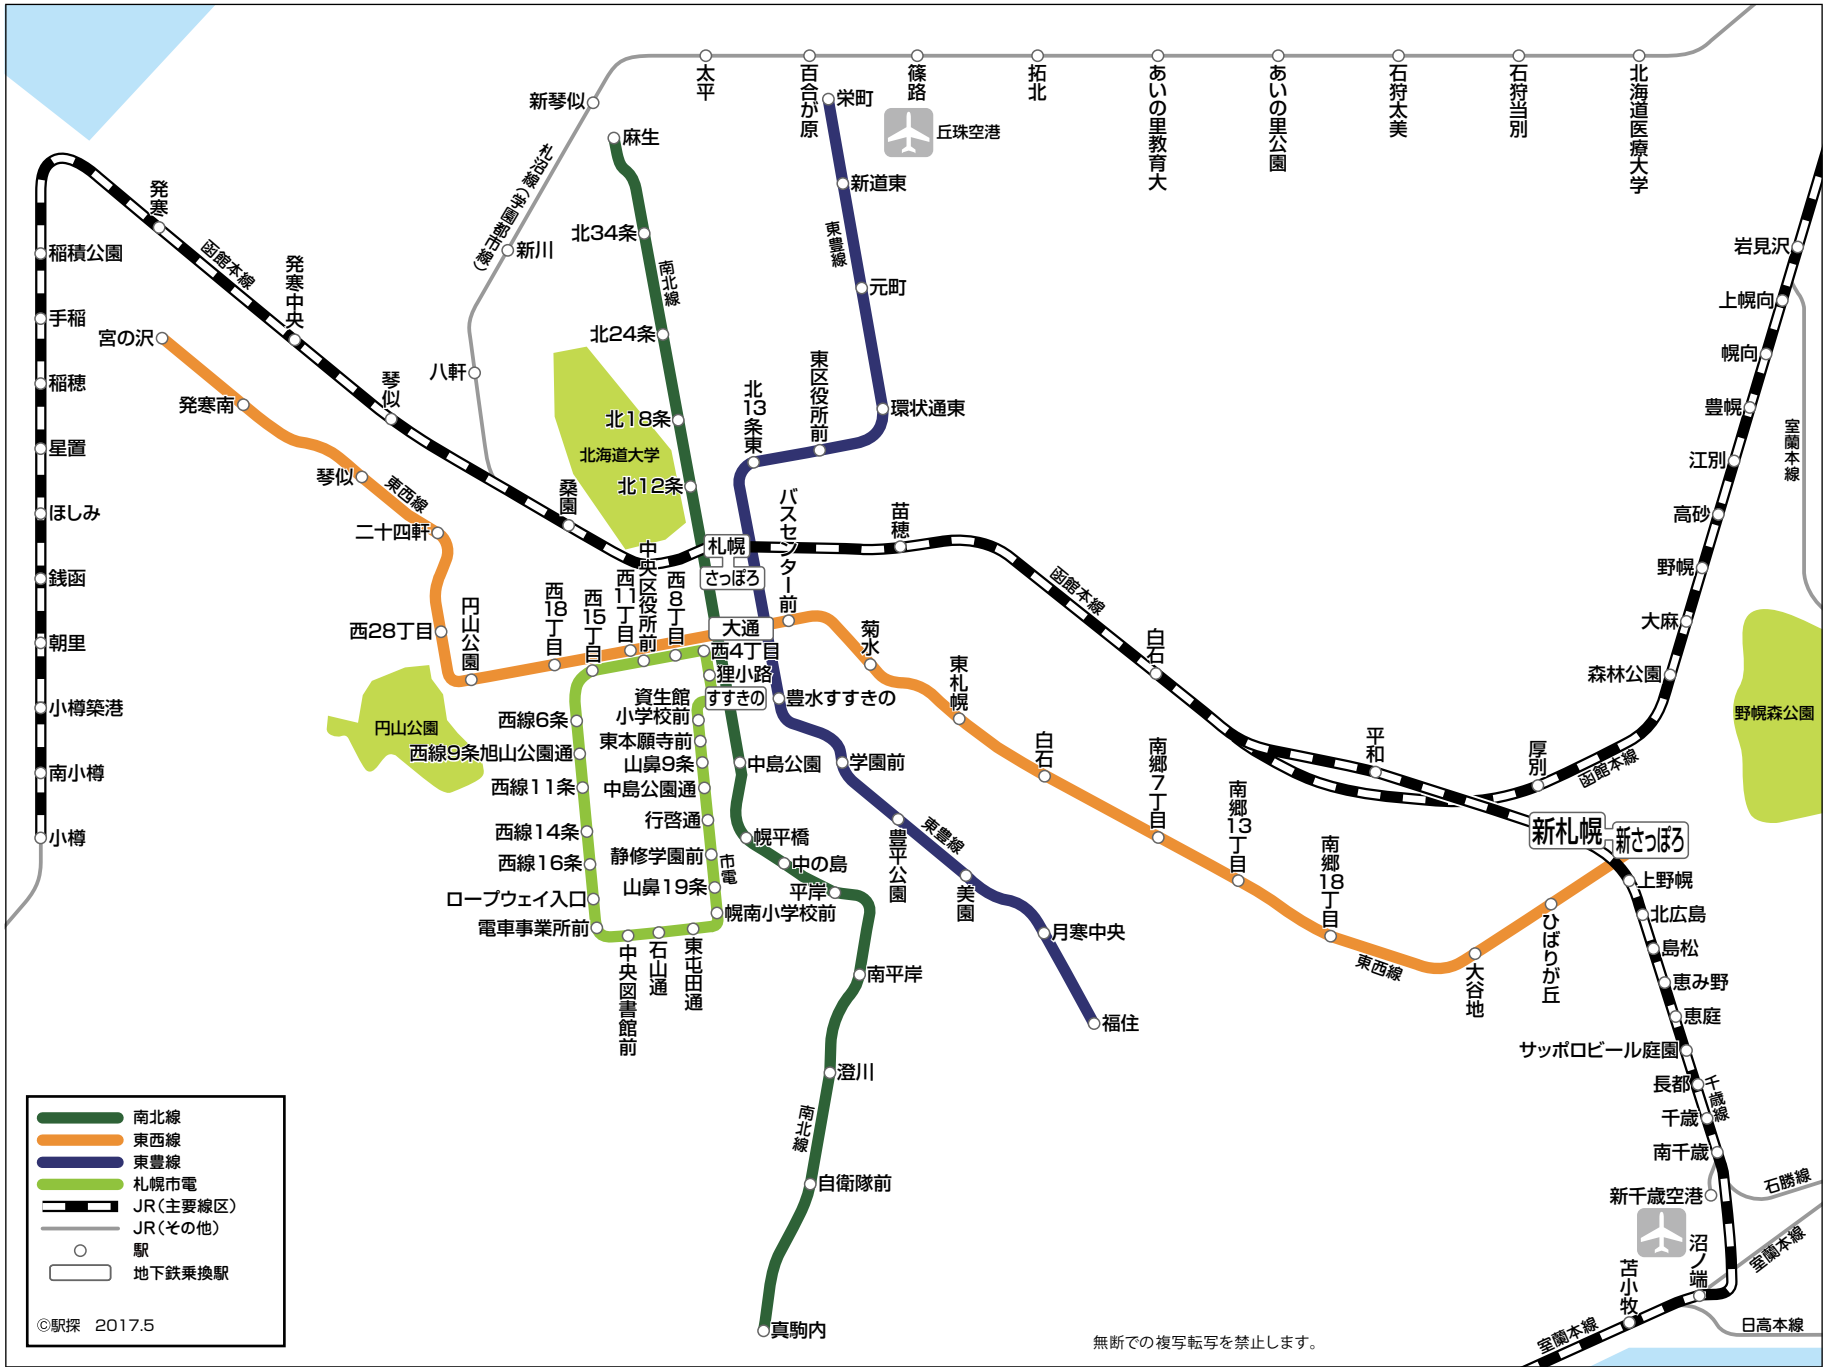 太平
百合が原
篠路
拓北
あいの里教育大
あいの里公園
石狩太美
石狩当別
北海道医療大学
新琴似
札沼線(学園都市線)
新川
八軒
麻生
北34条
南北線
北24条
北18条
北海道大学
北12条
栄町
丘珠空港
新道東
東豊線
元町
環状通東
東区役所前
北13条東
発寒
函館本線
発寒中央
琴似
桑園
稲積公園
手稲
稲穂
星置
ほしみ
銭函
朝里
小樽築港
南小樽
小樽
宮の沢
発寒南
琴似
東西線
二十四軒
西28丁目
円山公園
西18丁目
西15丁目
西11丁目
中央区役所前
西8丁目
札幌
さっぽろ
大通
バスセンター前
苗穂
函館本線
白石
平和
厚別
函館本線
菊水
東札幌
白石
南郷7丁目
南郷13丁目
南郷18丁目
東西線
大谷地
ひばりが丘
新札幌
新さっぽろ
岩見沢
上幌向
幌向
豊幌
江別
高砂
野幌
大麻
森林公園
室蘭本線
野幌森公園
西4丁目
狸小路
すすきの
資生館
小学校前
東本願寺前
山鼻9条
中島公園通
行啓通
静修学園前
市電
山鼻19条
幌南小学校前
東屯田通
石山通
中央図書館前
電車事業所前
ロープウェイ入口
西線16条
西線14条
西線11条
西線9条旭山公園通
西線6条
円山公園
豊水すすきの
学園前
豊平公園
東豊線
美園
月寒中央
福住
中島公園
幌平橋
中の島
平岸
南平岸
澄川
南北線
自衛隊前
真駒内
上野幌
北広島
島松
恵み野
恵庭
サッポロビール庭園
長都
千歳線
千歳
南千歳
新千歳空港
石勝線
室蘭本線
沼ノ端
苫小牧
室蘭本線
日高本線
南北線
東西線
東豊線
札幌市電
JR(主要線区)
JR(その他)
駅
地下鉄乗換駅
©駅探 2017.5
無断での複写転写を禁止します。